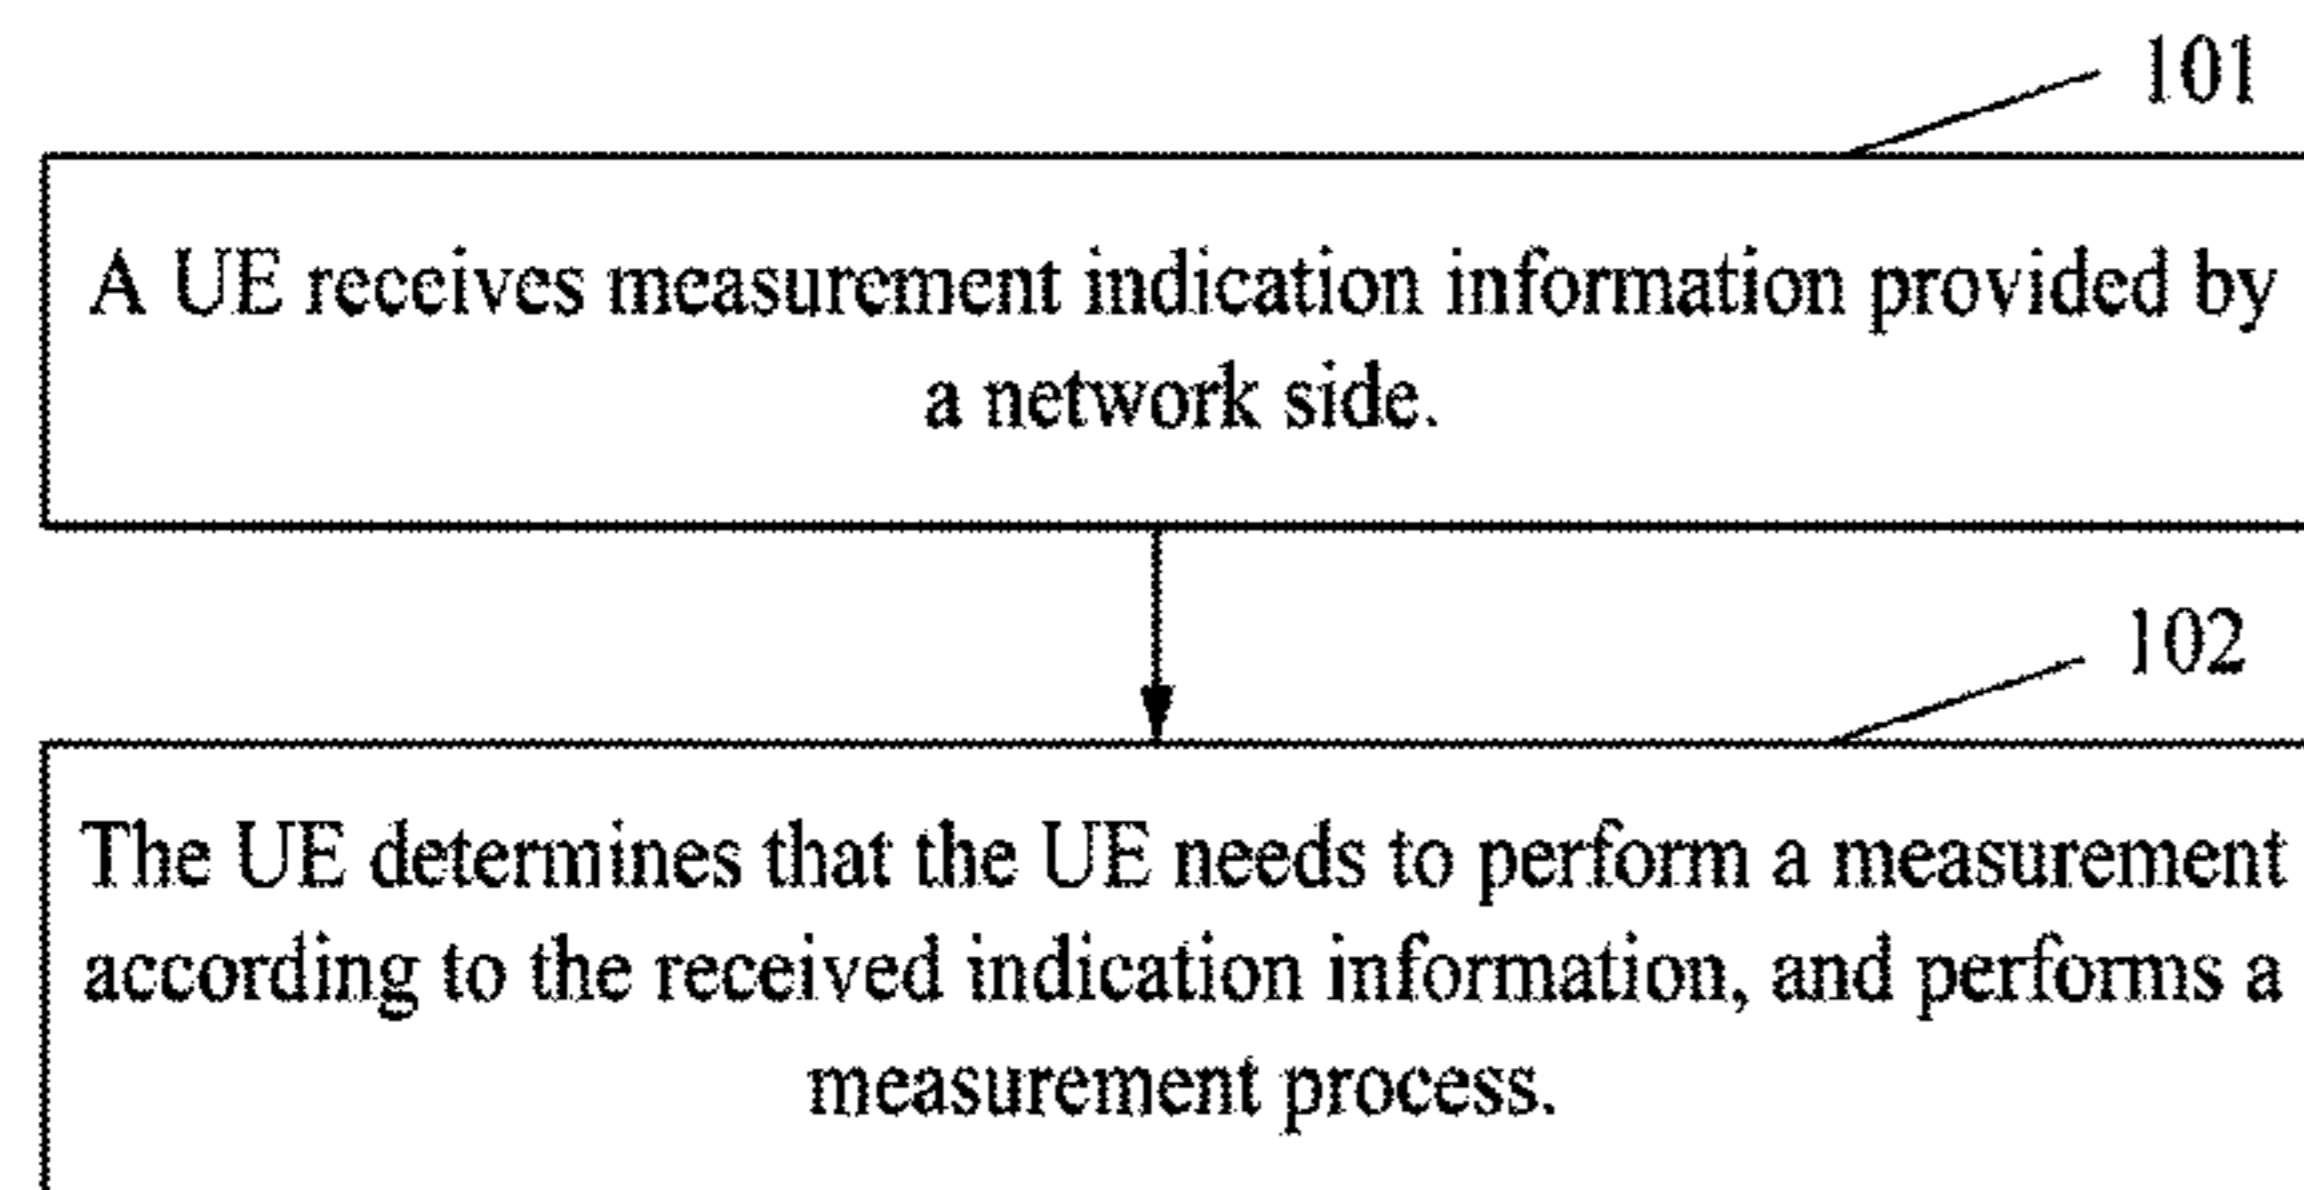 101
A UE receives measurement indication information provided by
a network side.
102
The UE determines that the UE needs to perform a measurement
according to the received indication information, and performs a
measurement process.